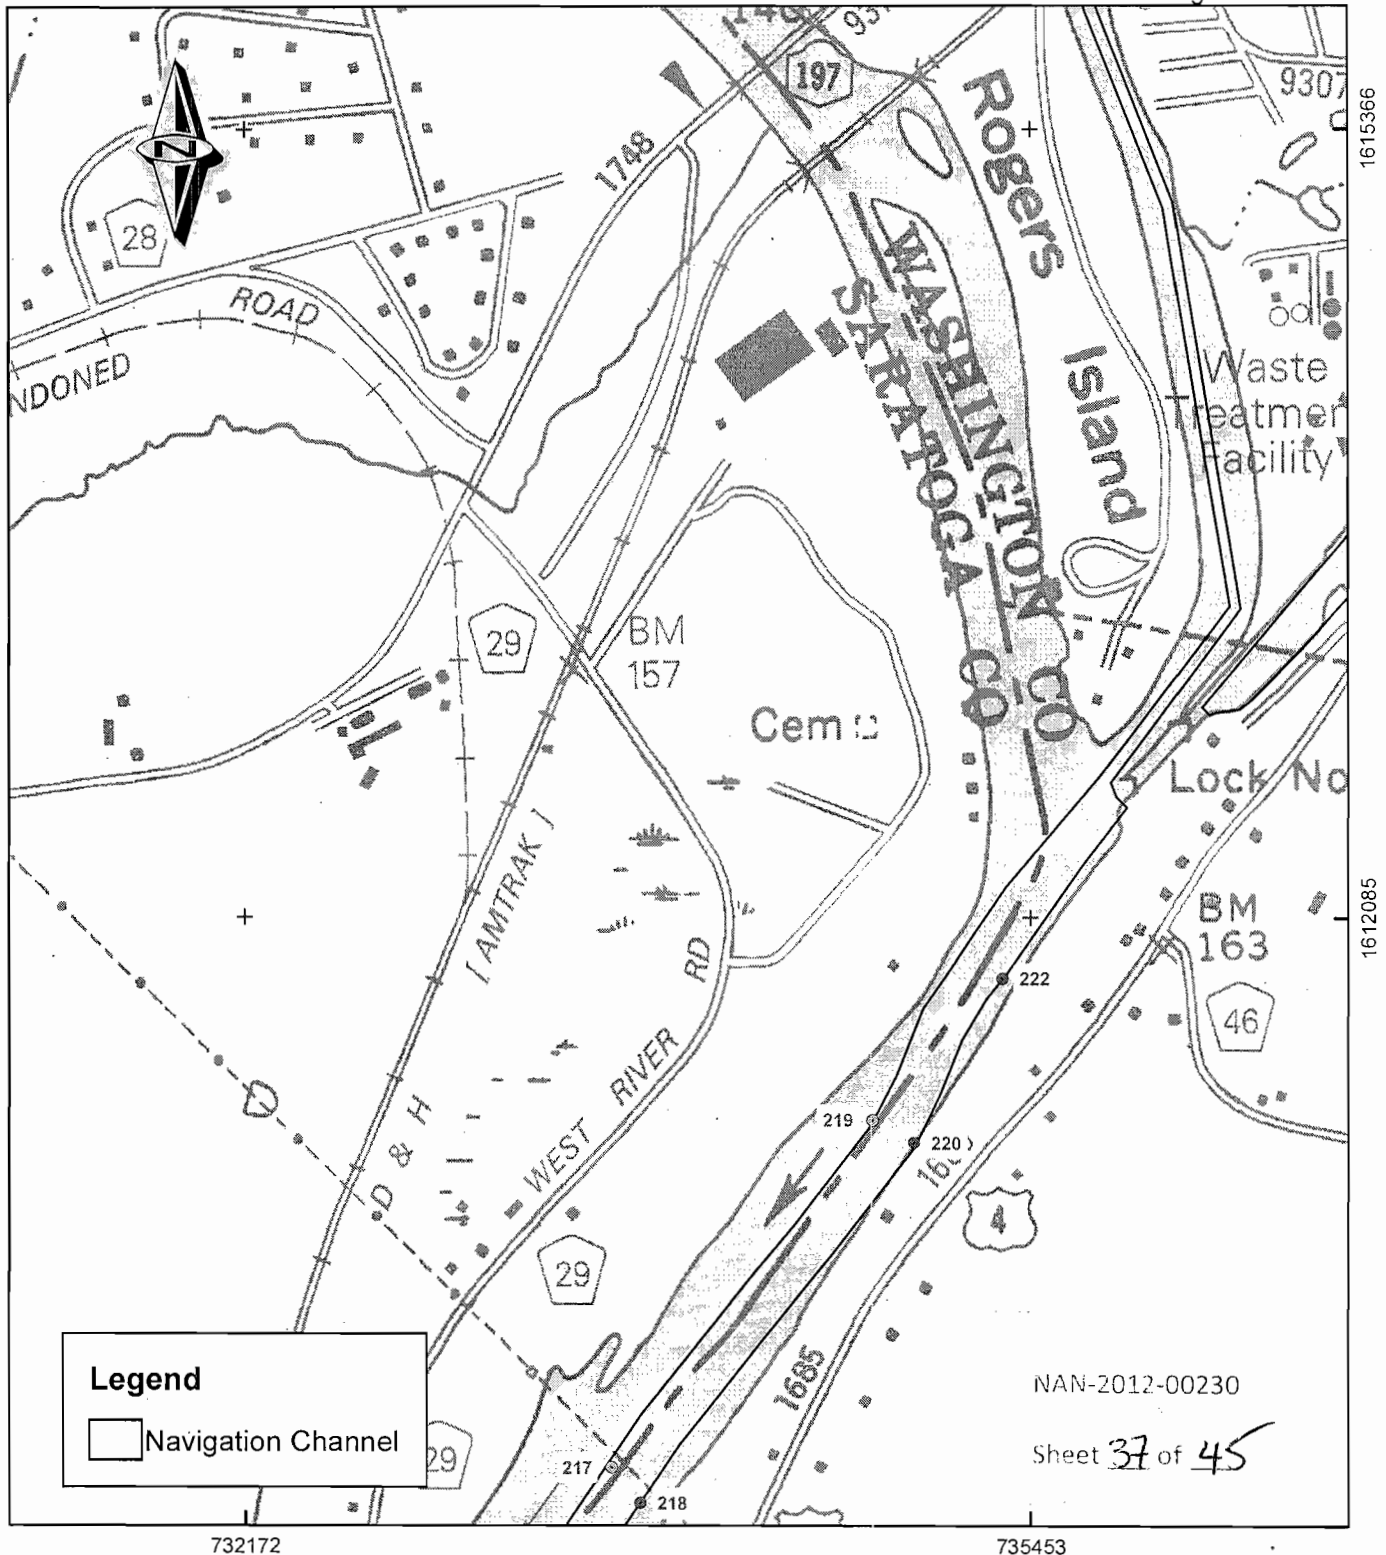 197
9307
1615366
N
28
1748
Rogers
Island
ROAD
NDONED
WASHINGTON CO
SARATOGA CO
Waste
Treatmen
Facility
29
BM
157
Cem
Lock No
[ AMTRAK ]
BM
163
1612085
RD
222
46
RIVER
219
220
D & H
WEST
4
29
1685
Legend
Navigation Channel
29
217
218
NAN-2012-00230
Sheet 37 of 45
732172
735453